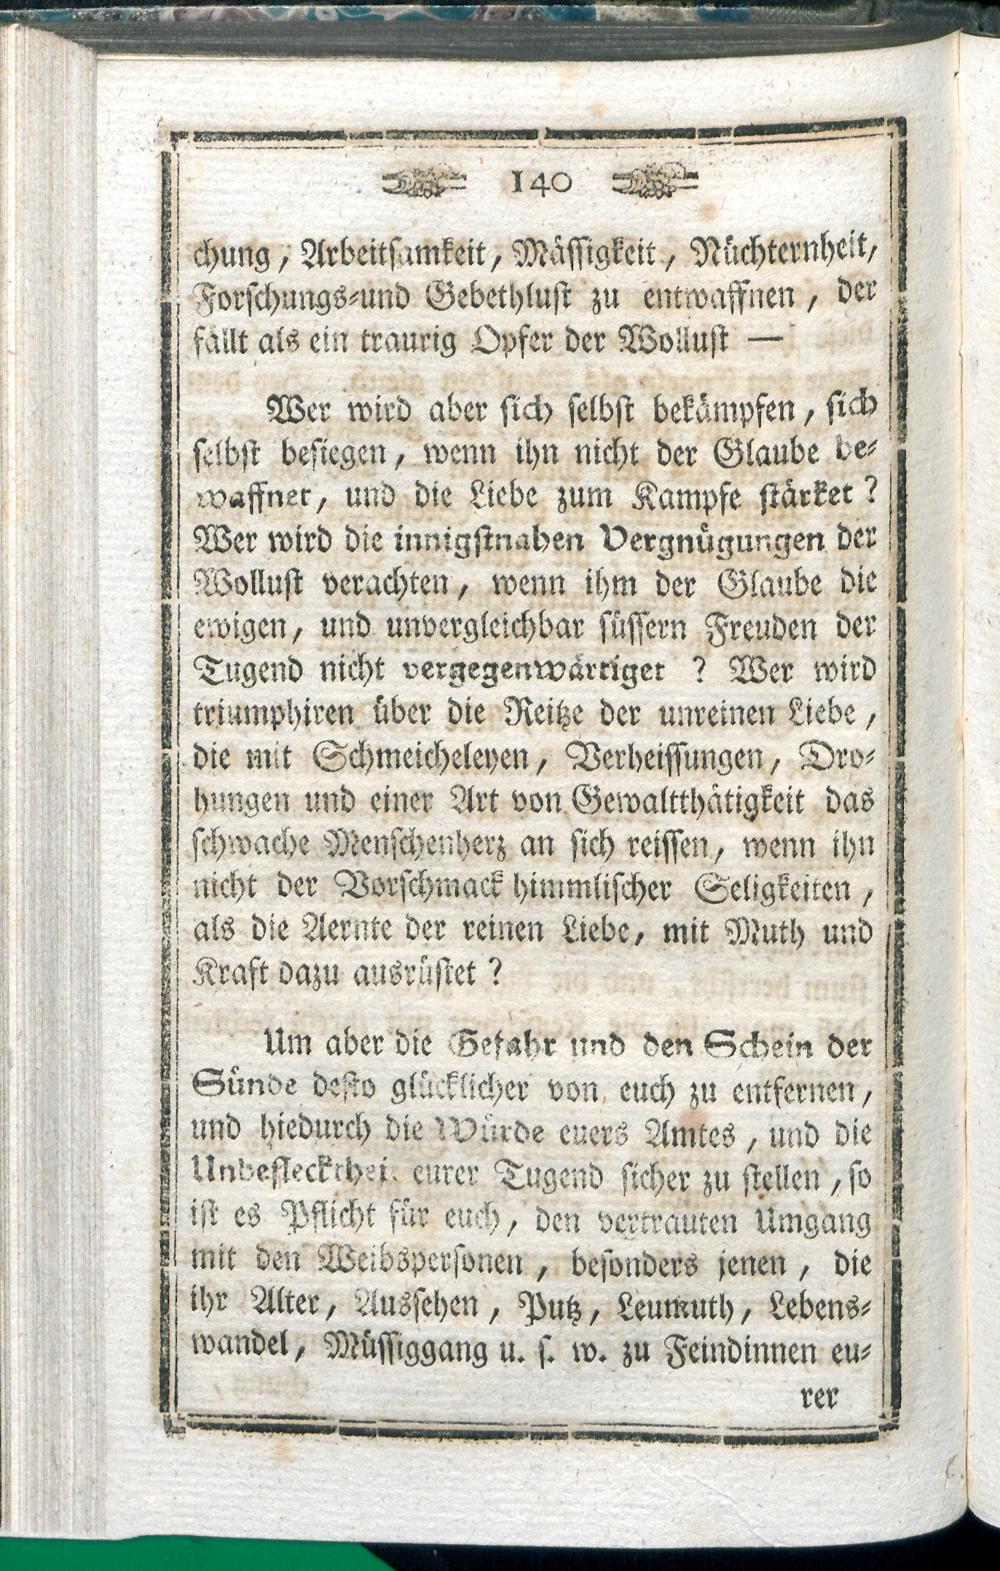 140
chung, Arbeitsamkeit, Mässigkeit, Nüchternheit,
Forschungs-und Gebethlust zu entwaffnen, der
fällt als ein traurig Opfer der Wollust —
Wer wird aber sich selbst bekämpfen, sich
selbst besiegen, wenn ihn nicht der Glaube be-
waffnet, und die Liebe zum Kampfe stärket?
Wer wird die innigstnahen Vergnügungen der
Wollust verachten, wenn ihm der Glaube die
ewigen, und unvergleichbar süssern Freuden der
Tugend nicht vergegenwärtiget? Wer wird
triumphiren über die Reitze der unreinen Liebe,
die mit Schmeicheleyen, Verheissungen, Dro-
hungen und einer Art von Gewaltthätigkeit das
schwache Menschenherz an sich reissen, wenn ihn
nicht der Vorschmack himmlischer Seligkeiten,
als die Aernte der reinen Liebe, mit Muth und
Kraft dazu ausrüstet?
Um aber die Gefahr und den Schein der
Sünde desto glücklicher von euch zu entfernen,
und hiedurch die Würde euers Amtes, und die
Unbefleckthei. eurer Tugend sicher zu stellen, so
ist es Pflicht für euch, den vertrauten Umgang
mit den Weibspersonen, besonders jenen, die
ihr Alter, Aussehen, Putz, Leumuth, Lebens-
wandel, Müssiggang u. s. w. zu Feindinnen eu-
rer